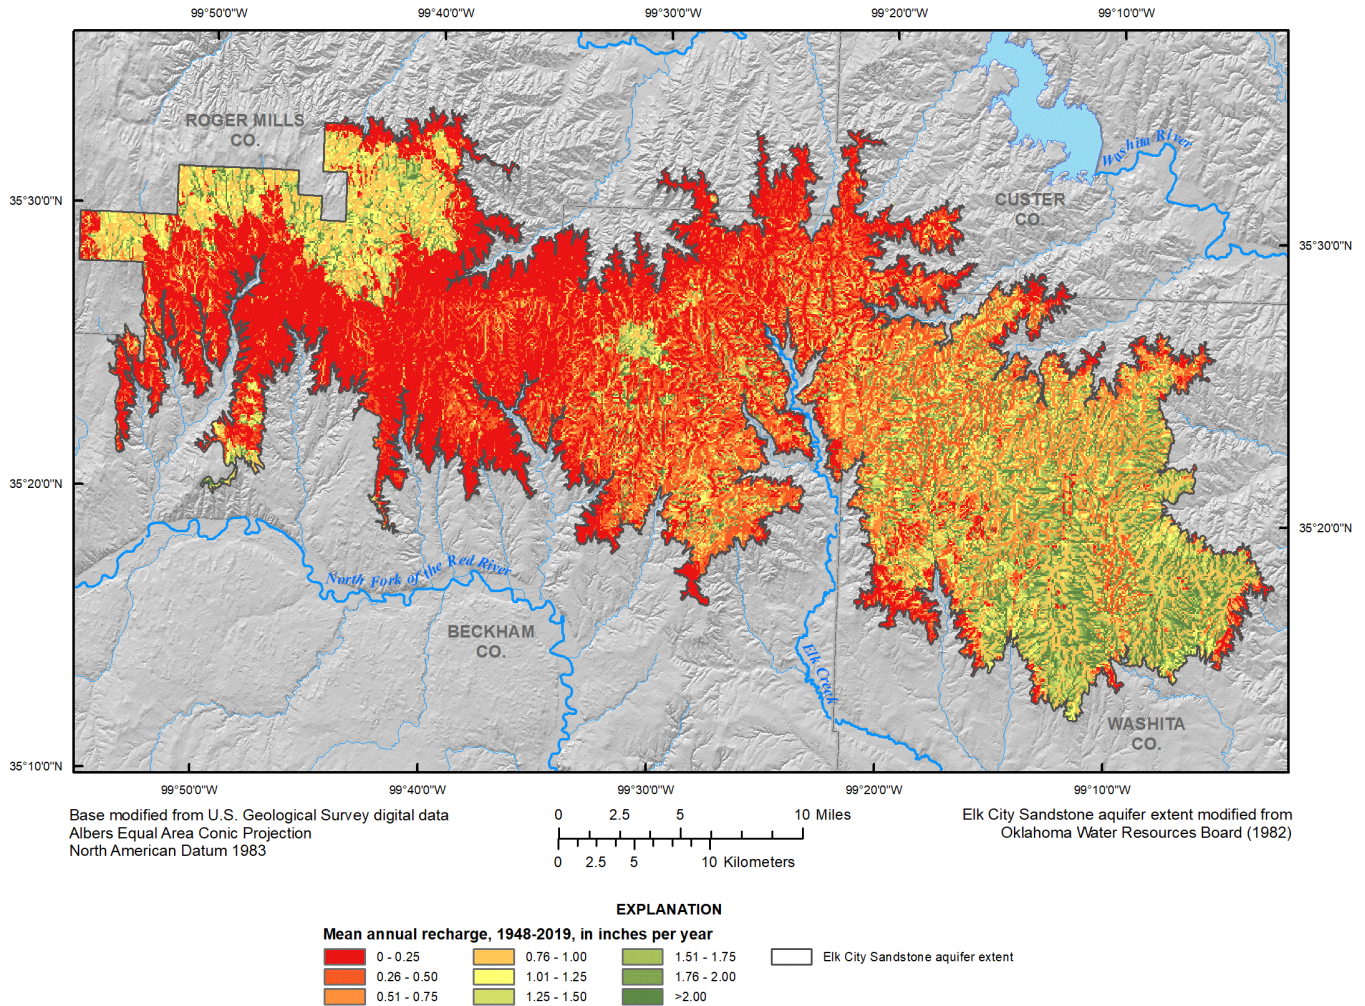 99°50'0"W 99°40'0"W 99°30'0"W 99°20'0"W 99°10'0"W
ROGER MILLS
CO.
Washita River
35°30'0"N
CUSTER
CO.
35°30'0"N
35°20'0"N
35°20'0"N
North Fork of the Red River
BECKHAM
CO.
Elk Creek
WASHITA
CO.
35°10'0"N
99°50'0"W 99°40'0"W 99°30'0"W 99°20'0"W 99°10'0"W
Base modified from U.S. Geological Survey digital data
Albers Equal Area Conic Projection
North American Datum 1983
0 2.5 5 10 Miles
0 2.5 5 10 Kilometers
Elk City Sandstone aquifer extent modified from
Oklahoma Water Resources Board (1982)
EXPLANATION
Mean annual recharge, 1948-2019, in inches per year
0 - 0.25 0.76 - 1.00 1.51 - 1.75 Elk City Sandstone aquifer extent
0.26 - 0.50 1.01 - 1.25 1.76 - 2.00
0.51 - 0.75 1.25 - 1.50 >2.00